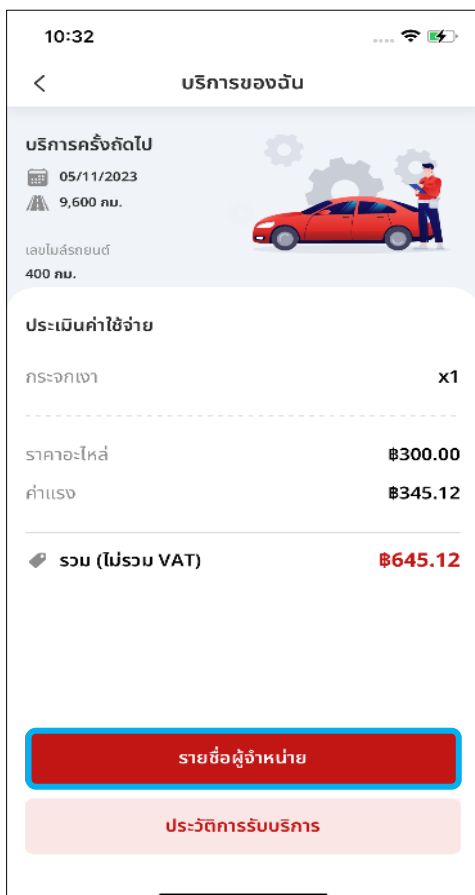 10:32
บริการของฉัน
บริการครั้งถัดไป
05/11/2023
9,600 กม.
เลขไมล์รถยนต์
400 กม.
ประเมินค่าใช้จ่าย
กระจกเงา x1
ราคาอะไหล่ ฿300.00
ค่าแรง ฿345.12
รวม (ไม่รวม VAT) ฿645.12
รายชื่อผู้จำหน่าย
ประวัติการรับบริการ